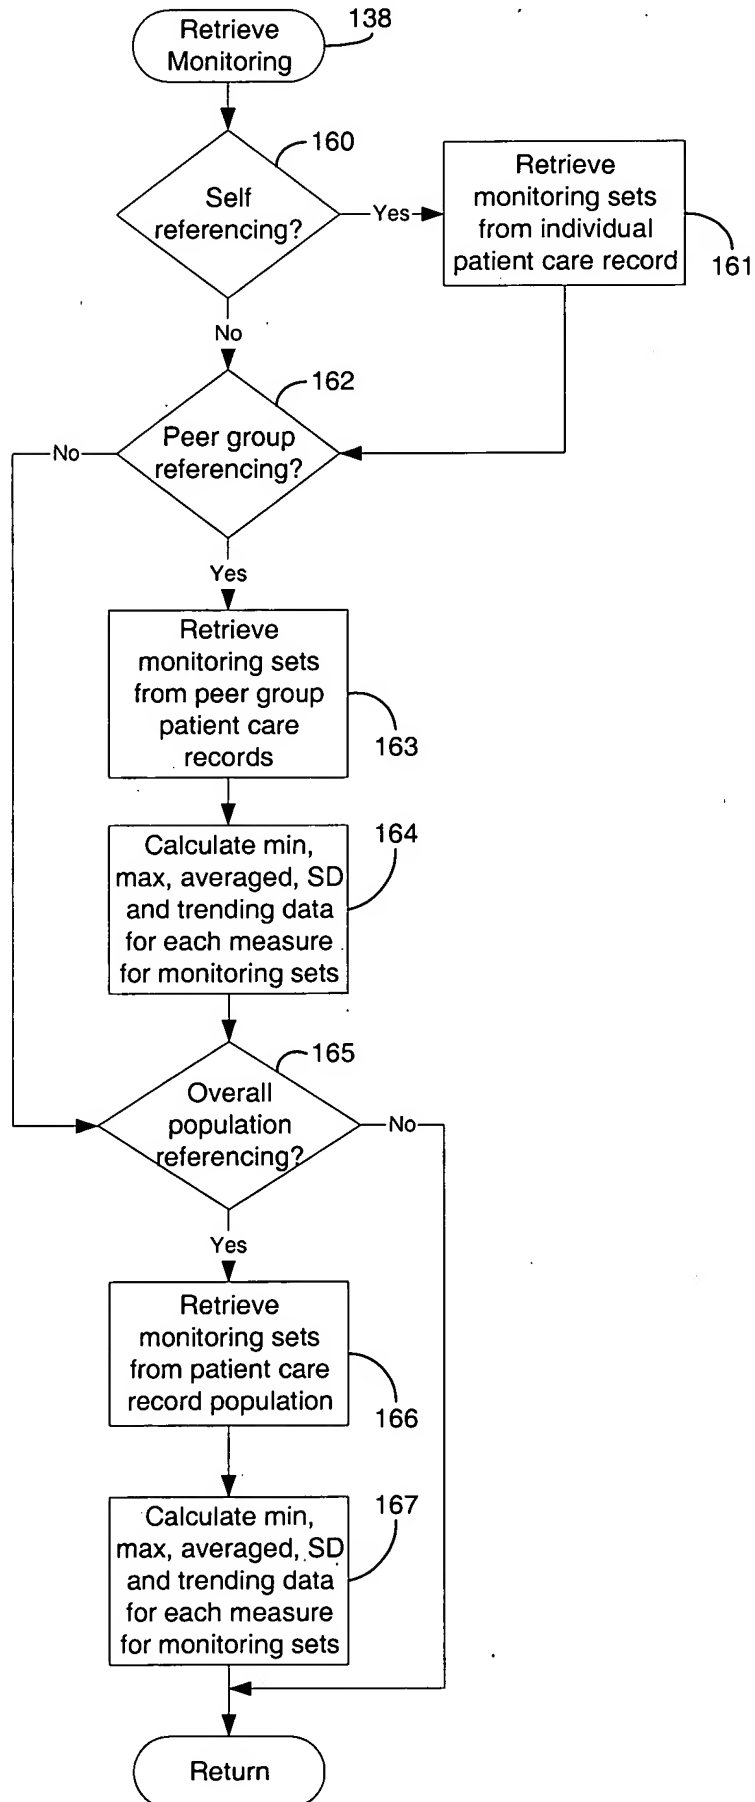 Retrieve
Monitoring
138
160
Self
referencing?
Yes
Retrieve
monitoring sets
from individual
patient care record
161
No
162
Peer group
referencing?
No
Yes
Retrieve
monitoring sets
from peer group
patient care
records
163
164
Calculate min,
max, averaged, SD
and trending data
for each measure
for monitoring sets
165
Overall
population
referencing?
No
Yes
Retrieve
monitoring sets
from patient care
record population
166
167
Calculate min,
max, averaged, SD
and trending data
for each measure
for monitoring sets
Return